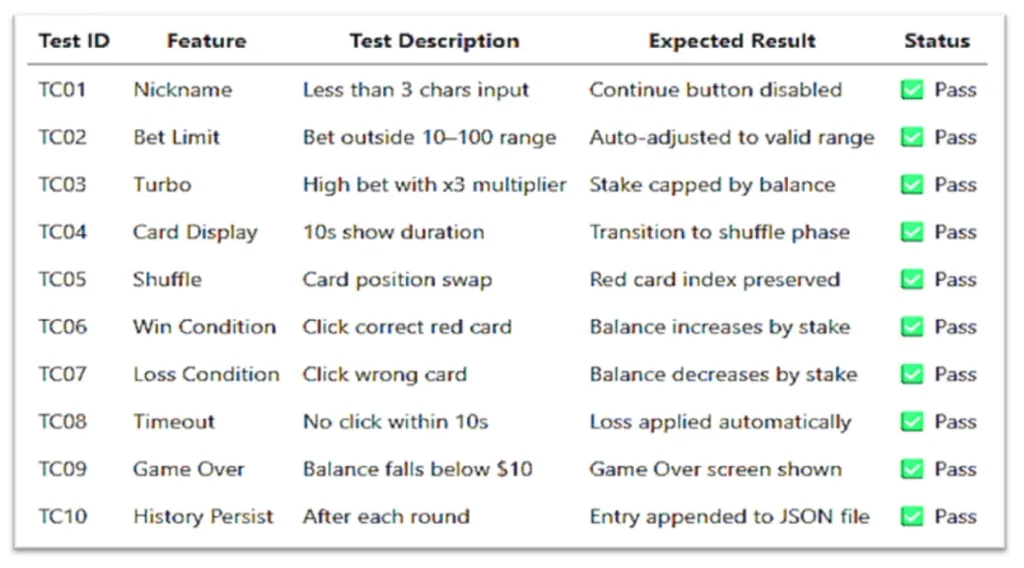 Test ID Feature Test Description Expected Result Status
TC01 Nickname Less than 3 chars input Continue button disabled ✅ Pass
TC02 Bet Limit Bet outside 10–100 range Auto-adjusted to valid range ✅ Pass
TC03 Turbo High bet with x3 multiplier Stake capped by balance ✅ Pass
TC04 Card Display 10s show duration Transition to shuffle phase ✅ Pass
TC05 Shuffle Card position swap Red card index preserved ✅ Pass
TC06 Win Condition Click correct red card Balance increases by stake ✅ Pass
TC07 Loss Condition Click wrong card Balance decreases by stake ✅ Pass
TC08 Timeout No click within 10s Loss applied automatically ✅ Pass
TC09 Game Over Balance falls below $10 Game Over screen shown ✅ Pass
TC10 History Persist After each round Entry appended to JSON file ✅ Pass